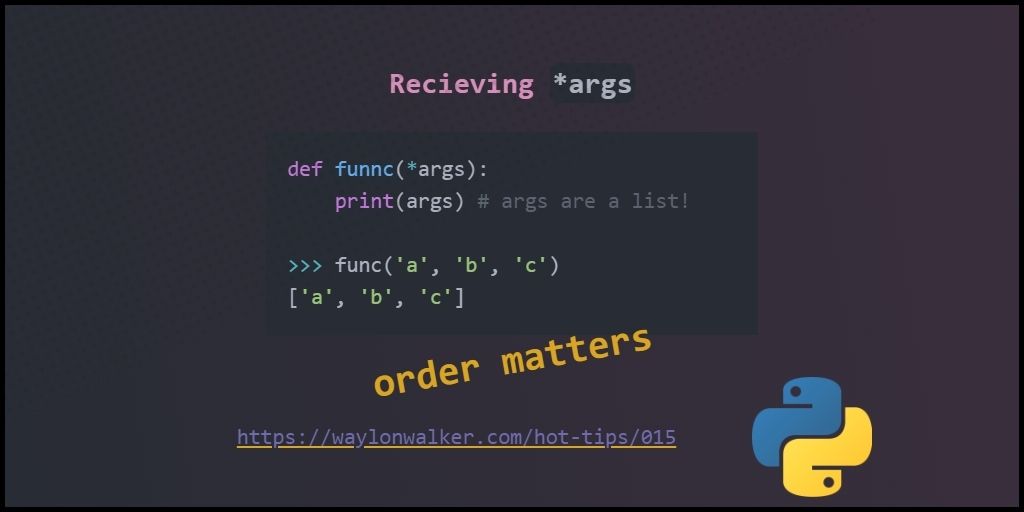 Recieving *args
def funnc(*args):
    print(args) # args are a list!
>>> func('a', 'b', 'c')
['a', 'b', 'c']
order matters
https://waylonwalker.com/hot-tips/015